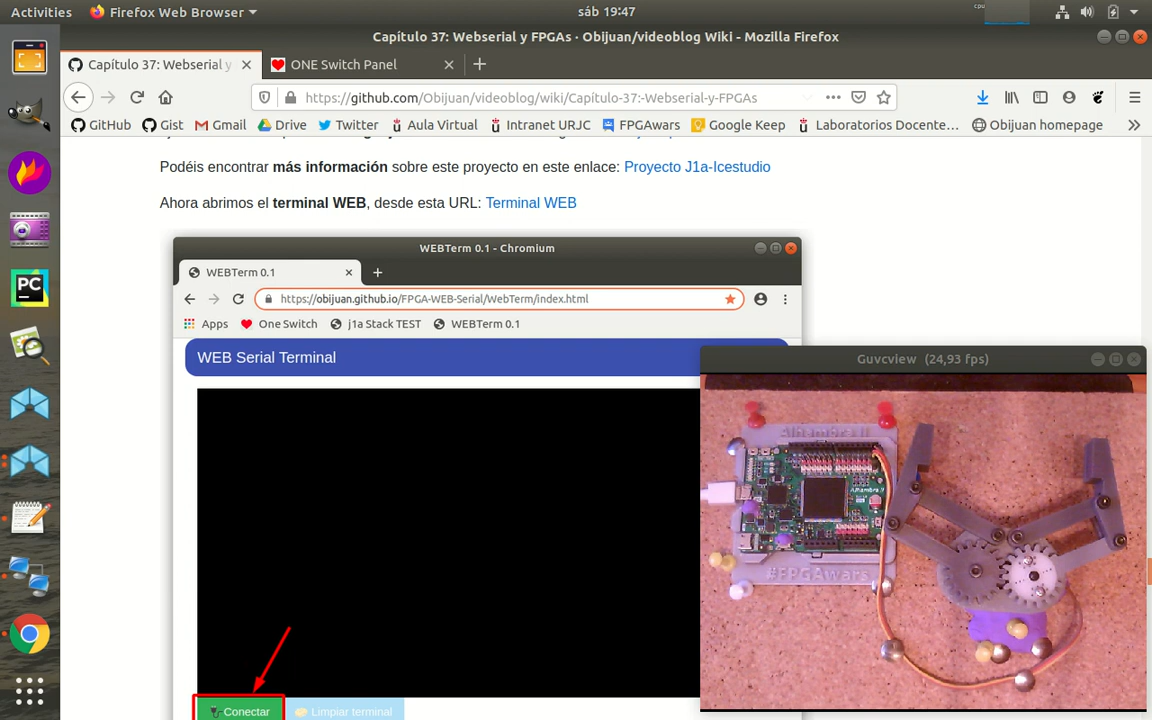 Activities Firefox Web Browser sáb 19:47 cpu
Capítulo 37: Webserial y FPGAs · Obijuan/videoblog Wiki - Mozilla Firefox
Capítulo 37: Webserial y ONE Switch Panel
https://github.com/Obijuan/videoblog/wiki/Capítulo-37:-Webserial-y-FPGAs
GitHub Gist Gmail Drive Twitter Aula Virtual Intranet URJC FPGAwars Google Keep Laboratorios Docente... Obijuan homepage
Podéis encontrar más información sobre este proyecto en este enlace: Proyecto J1a-Icestudio
Ahora abrimos el terminal WEB, desde esta URL: Terminal WEB
WEBTerm 0.1 - Chromium
WEBTerm 0.1
https://obijuan.github.io/FPGA-WEB-Serial/WebTerm/index.html
Apps One Switch j1a Stack TEST WEBTerm 0.1
WEB Serial Terminal
Conectar Limpiar terminal
PC
Guvcview (24,93 fps)
Alhambra II
Alhambra II
#FPGAwars